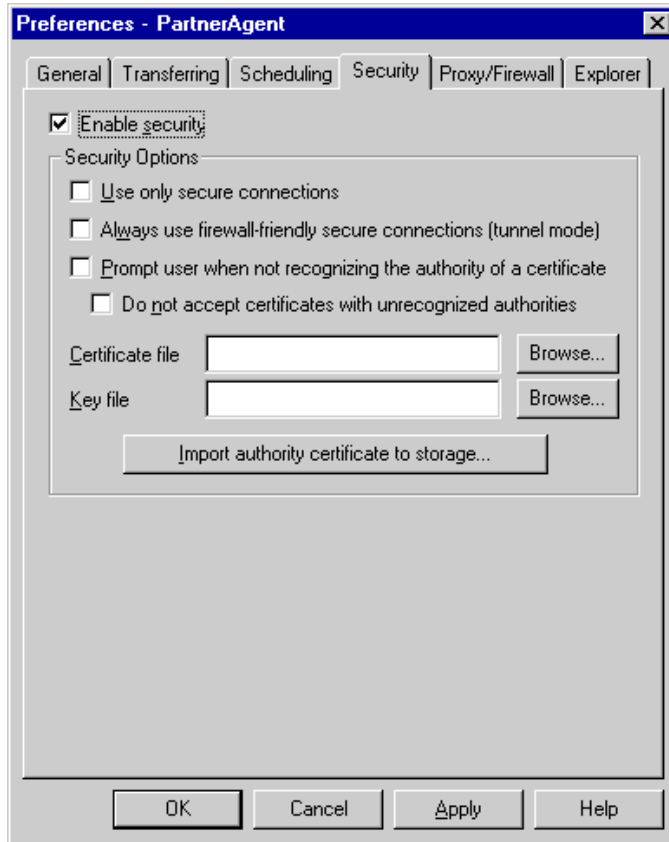 Preferences - PartnerAgent
General Transferring Scheduling Security Proxy/Firewall Explorer
Enable security
Security Options
Use only secure connections
Always use firewall-friendly secure connections (tunnel mode)
Prompt user when not recognizing the authority of a certificate
Do not accept certificates with unrecognized authorities
Certificate file Browse...
Key file Browse...
Import authority certificate to storage...
OK Cancel Apply Help